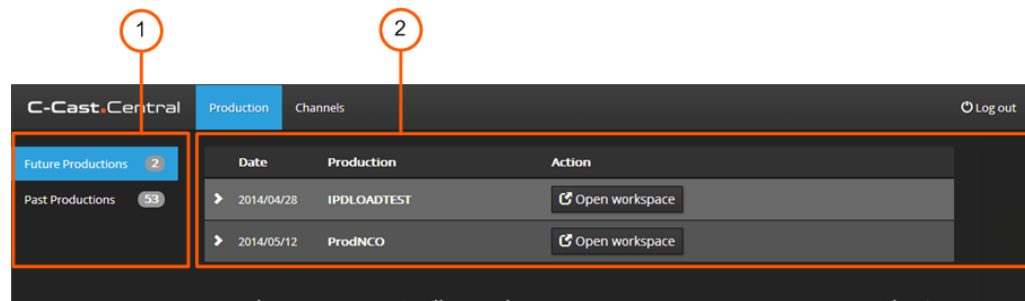 1
2
C-Cast.Central
Production
Channels
Log out
Future Productions 2
Past Productions 53
Date Production Action
2014/04/28 IPDLOADTEST Open workspace
2014/05/12 ProdNCO Open workspace